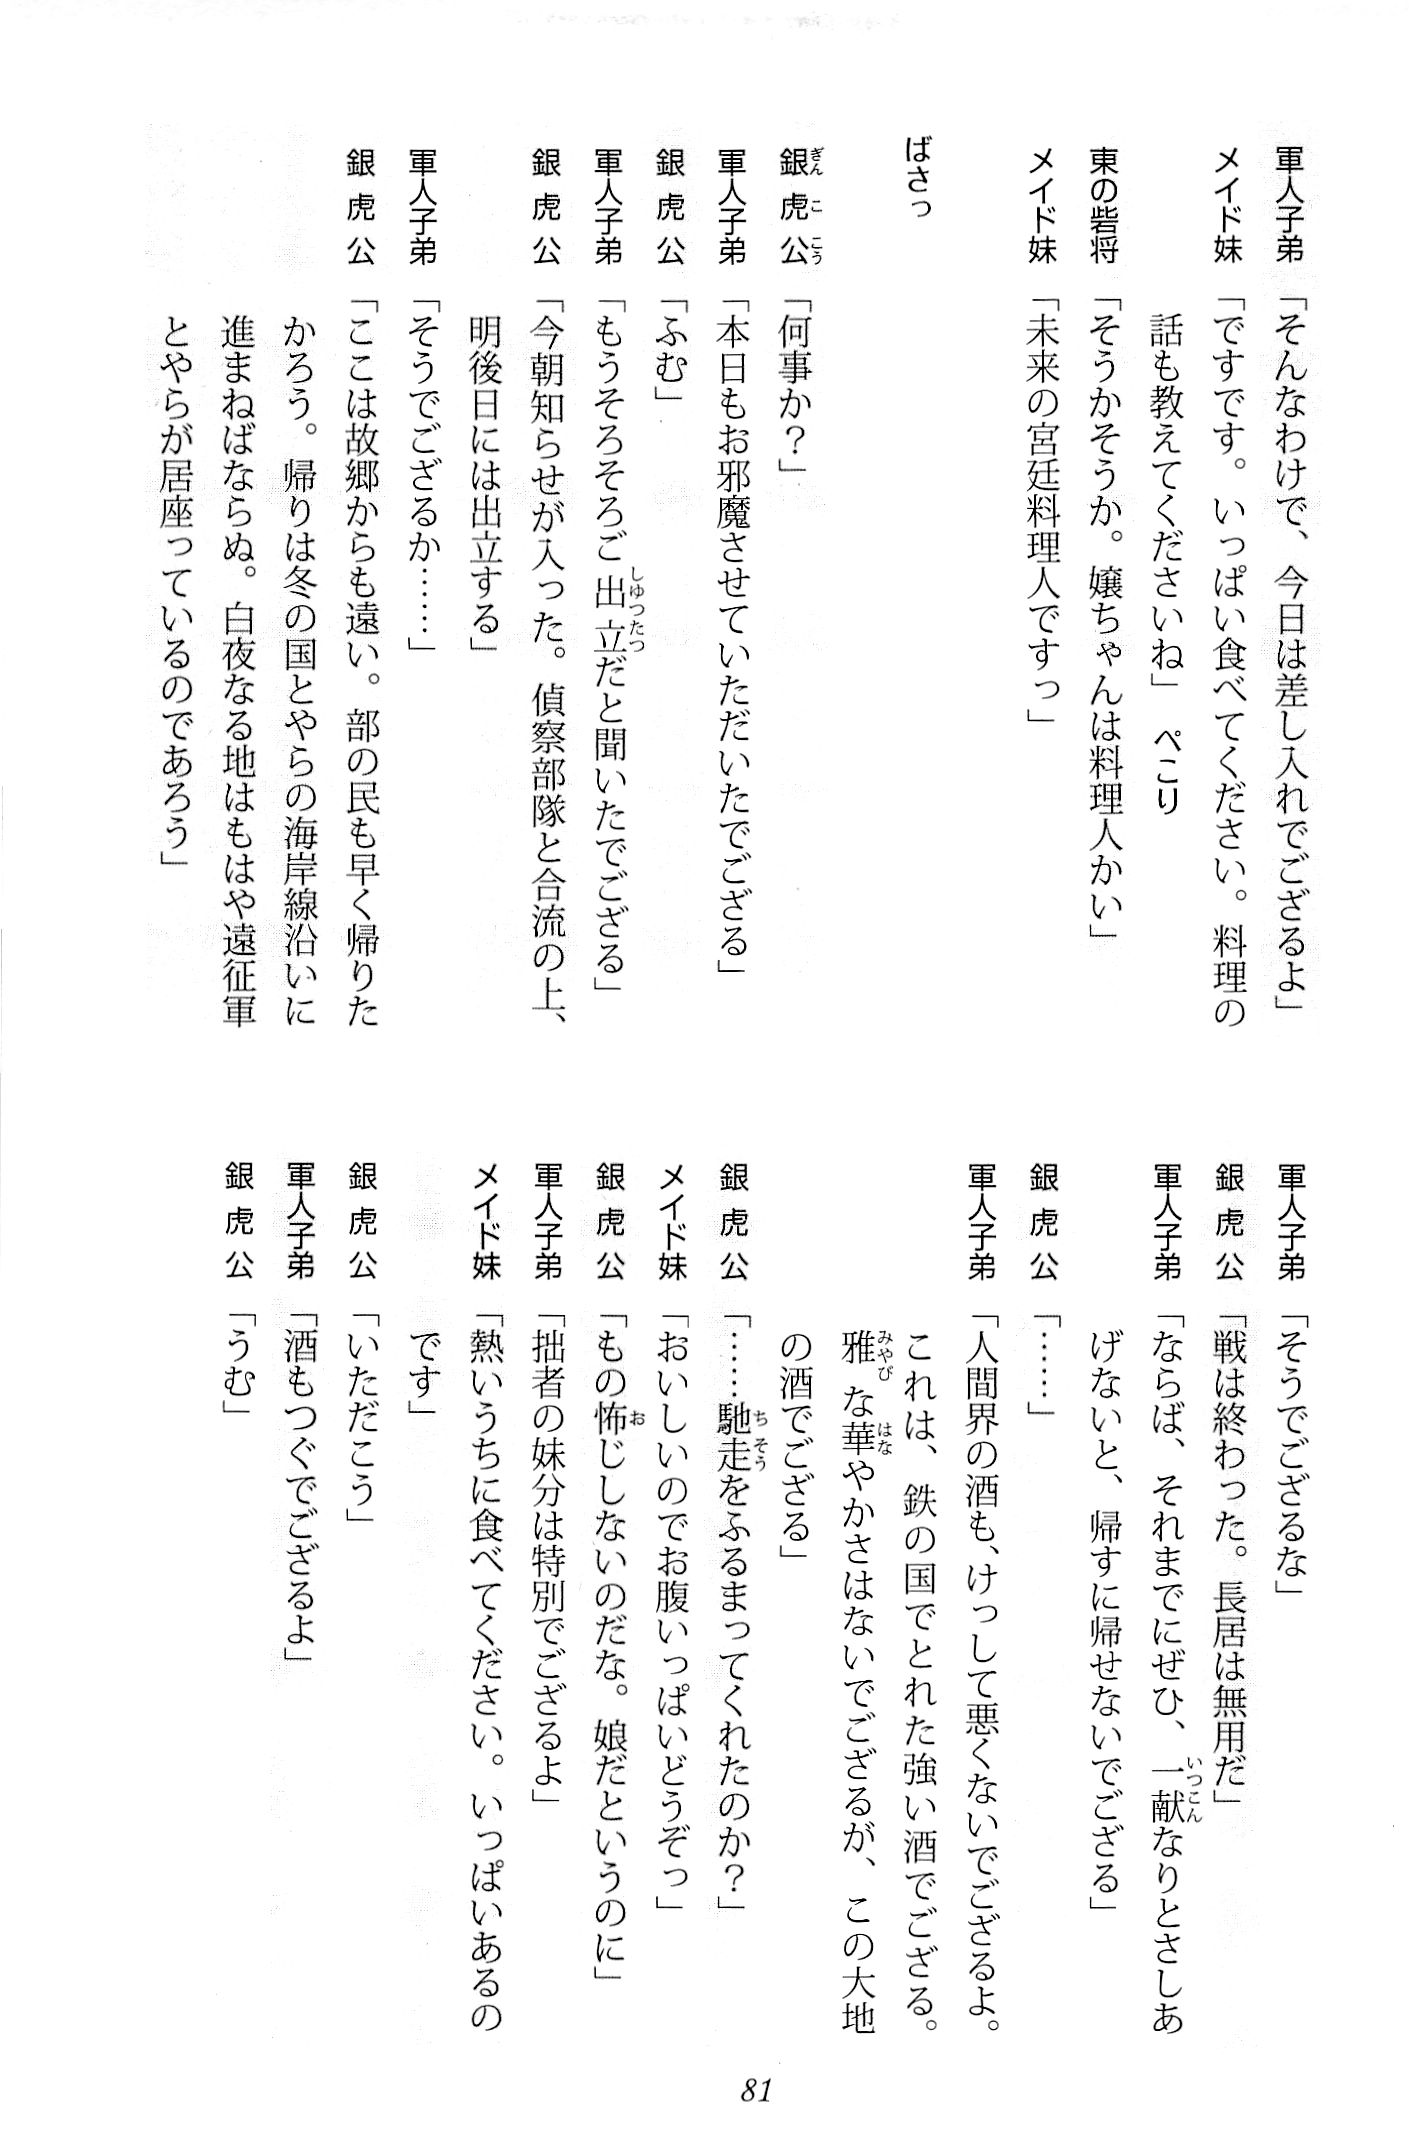 軍人子弟「そんなわけで、今日は差し入れでござるよ」
メイド妹「ですです。いっぱい食べてください。料理の
話も教えてくださいね」　ぺこり
東の砦将「そうかそうか。嬢ちゃんは料理人かい」
メイド妹「未来の宮廷料理人ですっ」
ばさっ
銀虎公「何事か？」
軍人子弟「本日もお邪魔させていただいたでござる」
銀虎公「ふむ」
軍人子弟「もうそろそろご出立だと聞いたでござる」
銀虎公「今朝知らせが入った。偵察部隊と合流の上、
明後日には出立する」
軍人子弟「そうでござるか……」
銀虎公「ここは故郷からも遠い。部の民も早く帰りた
かろう。帰りは冬の国とやらの海岸線沿いに
進まねばならぬ。白夜なる地はもはや遠征軍
とやらが居座っているのであろう」
軍人子弟「そうでござるな」
銀虎公「戦は終わった。長居は無用だ」
軍人子弟「ならば、それまでにぜひ、一献なりとさしあ
げないと、帰すに帰せないでござる」
銀虎公「……」
軍人子弟「人間界の酒も、けっして悪くないでござるよ。
これは、鉄の国でとれた強い酒でござる。
雅な華やかさはないでござるが、この大地
の酒でござる」
銀虎公「……馳走をふるまってくれたのか？」
メイド妹「おいしいのでお腹いっぱいどうぞっ」
銀虎公「もの怖じしないのだな。娘だというのに」
軍人子弟「拙者の妹分は特別でござるよ」
メイド妹「熱いうちに食べてください。いっぱいあるの
です」
銀虎公「いただこう」
軍人子弟「酒もつぐでござるよ」
銀虎公「うむ」
81